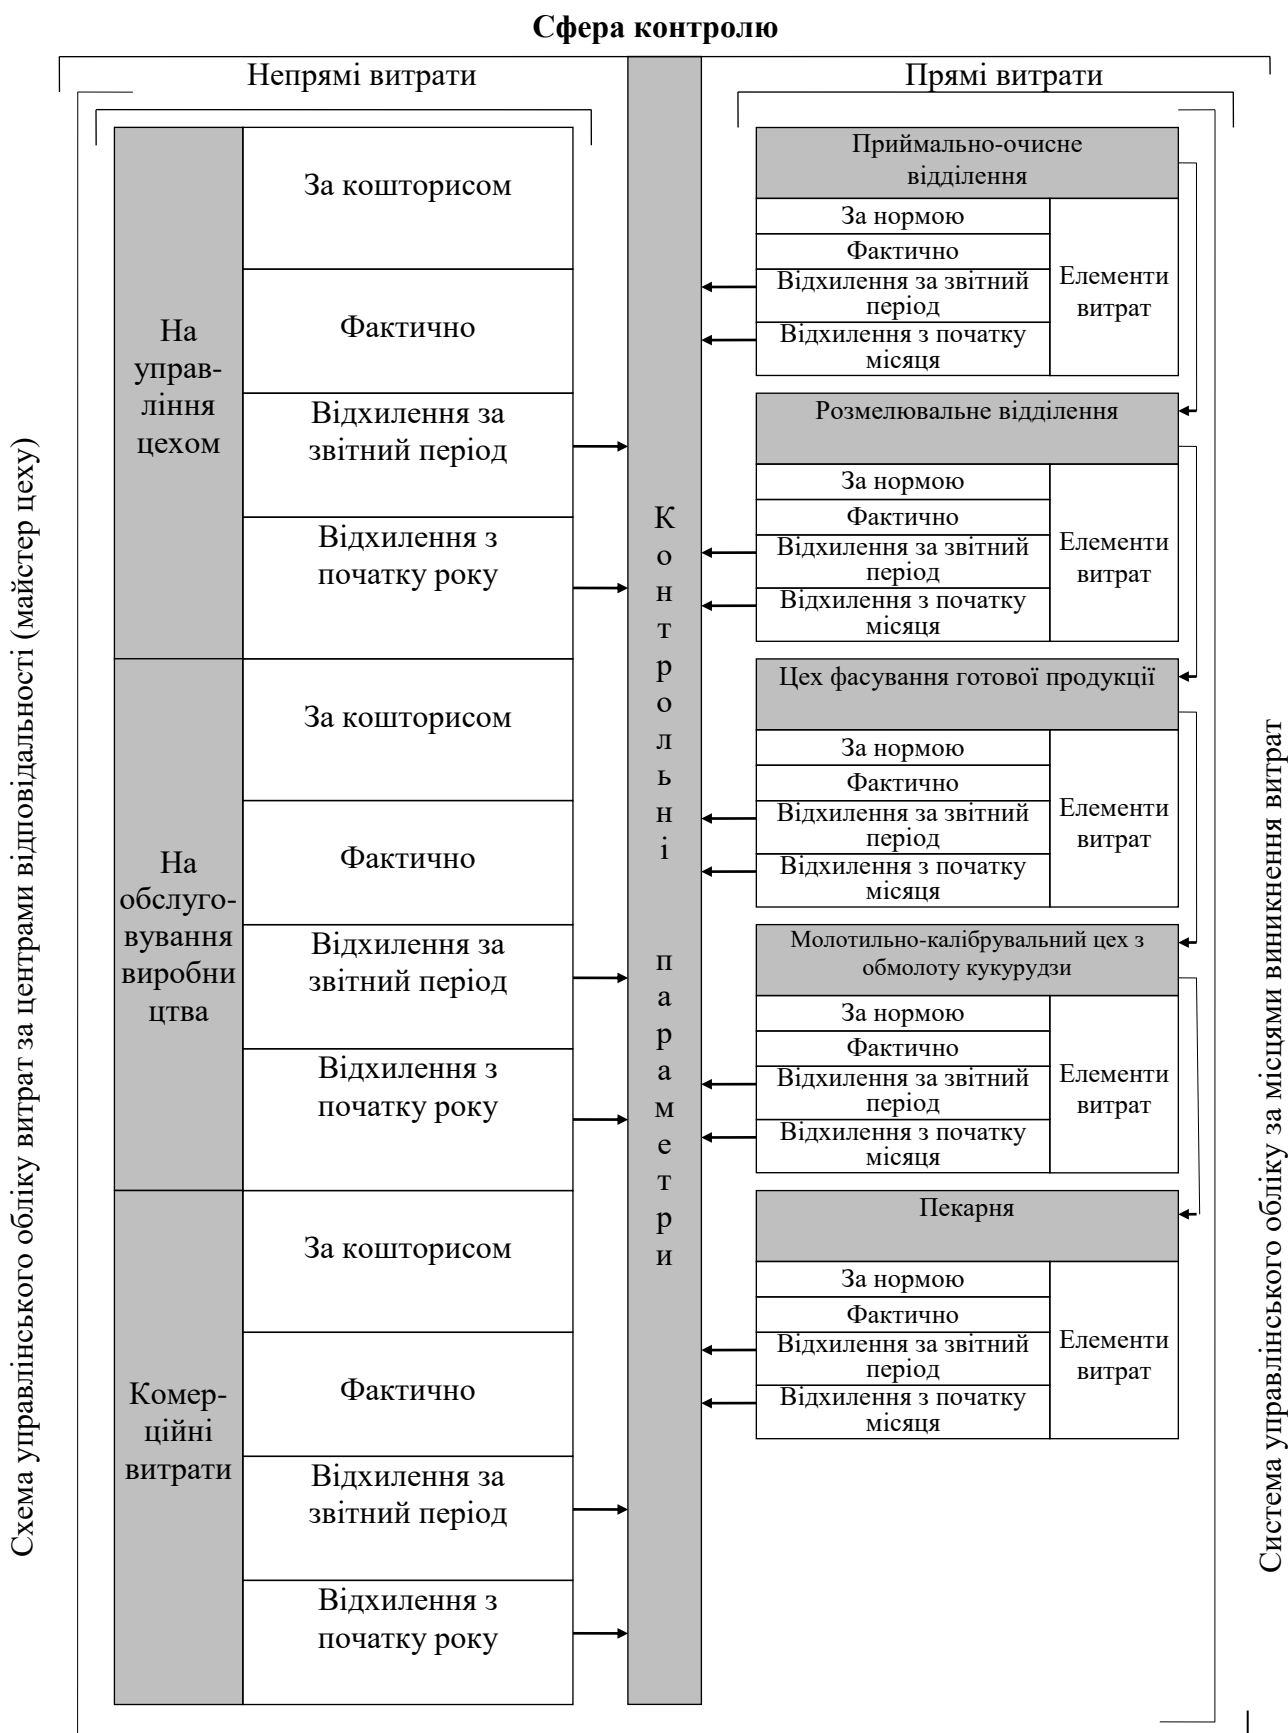 Сфера контролю
Непрямі витрати
Прямі витрати
Схема управлінського обліку витрат за центрами відповідальності (майстер цеху)
На
управ-
ління
цехом
За кошторисом
Фактично
Відхилення за
звітний період
Відхилення з
початку року
На
обслуго-
вування
виробни
цтва
За кошторисом
Фактично
Відхилення за
звітний період
Відхилення з
початку року
Комер-
ційні
витрати
За кошторисом
Фактично
Відхилення за
звітний період
Відхилення з
початку року
Контрольні параметри
Приймально-очисне
відділення
За нормою
Фактично
Відхилення за звітний
період
Відхилення з початку
місяця
Елементи
витрат
Розмелювальне відділення
За нормою
Фактично
Відхилення за звітний
період
Відхилення з початку
місяця
Елементи
витрат
Цех фасування готової продукції
За нормою
Фактично
Відхилення за звітний
період
Відхилення з початку
місяця
Елементи
витрат
Молотильно-калібрувальний цех з
обмолоту кукурудзи
За нормою
Фактично
Відхилення за звітний
період
Відхилення з початку
місяця
Елементи
витрат
Пекарня
За нормою
Фактично
Відхилення за звітний
період
Відхилення з початку
місяця
Елементи
витрат
Система управлінського обліку за місцями виникнення витрат